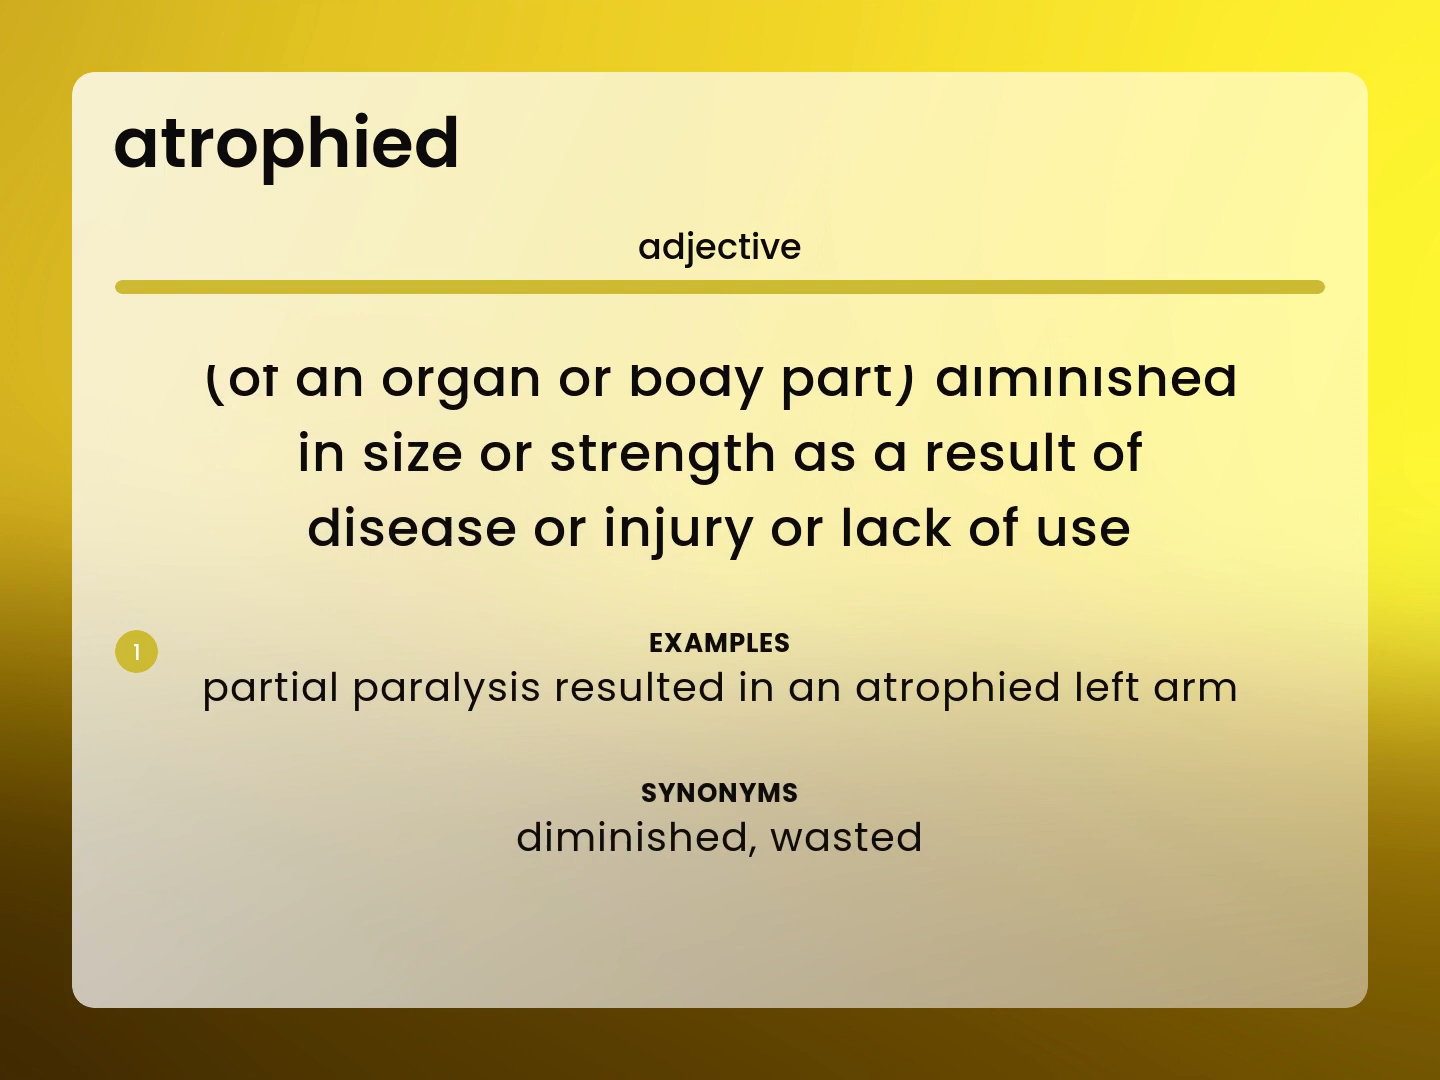 atrophied
adjective
(of an organ or body part) diminished
in size or strength as a result of
disease or injury or lack of use
1
EXAMPLES
partial paralysis resulted in an atrophied left arm
SYNONYMS
diminished, wasted